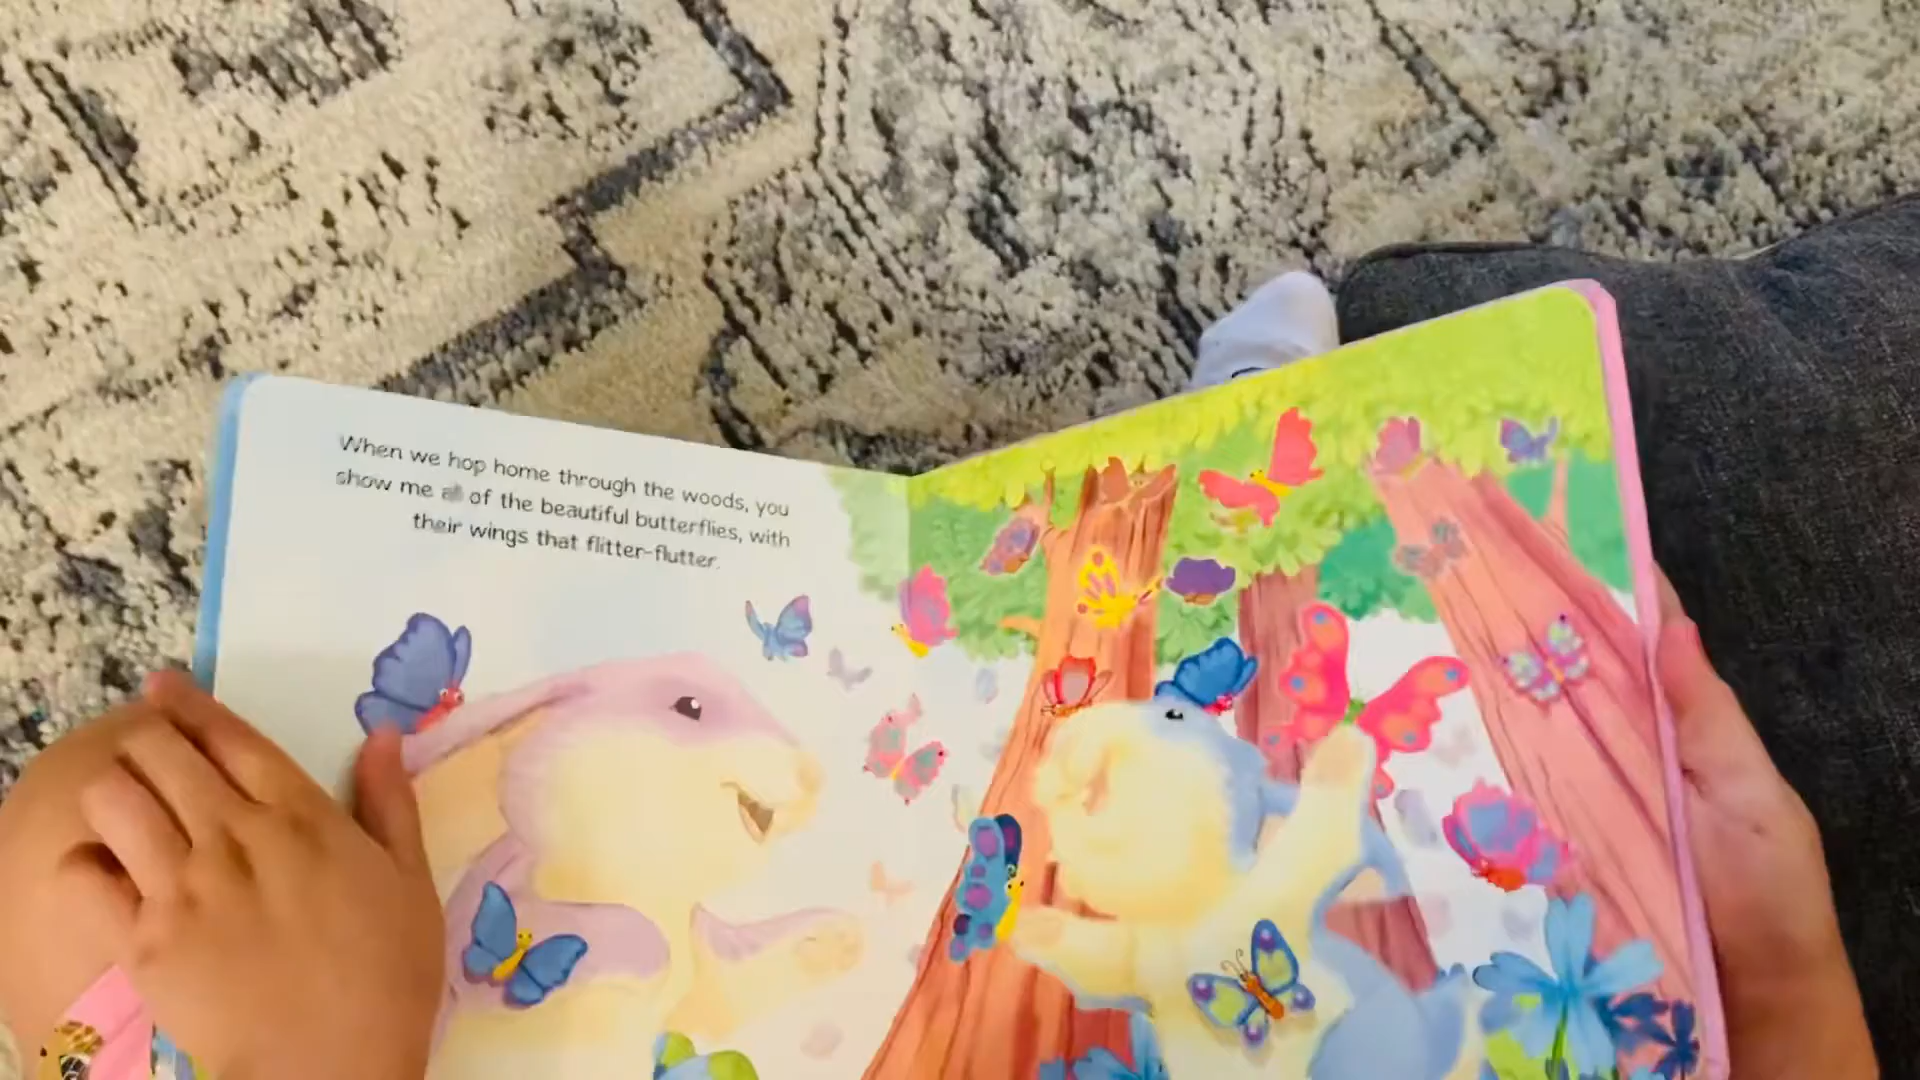 When we hop home through the woods, you
show me all of the beautiful butterflies, with
their wings that flitter-flutter.